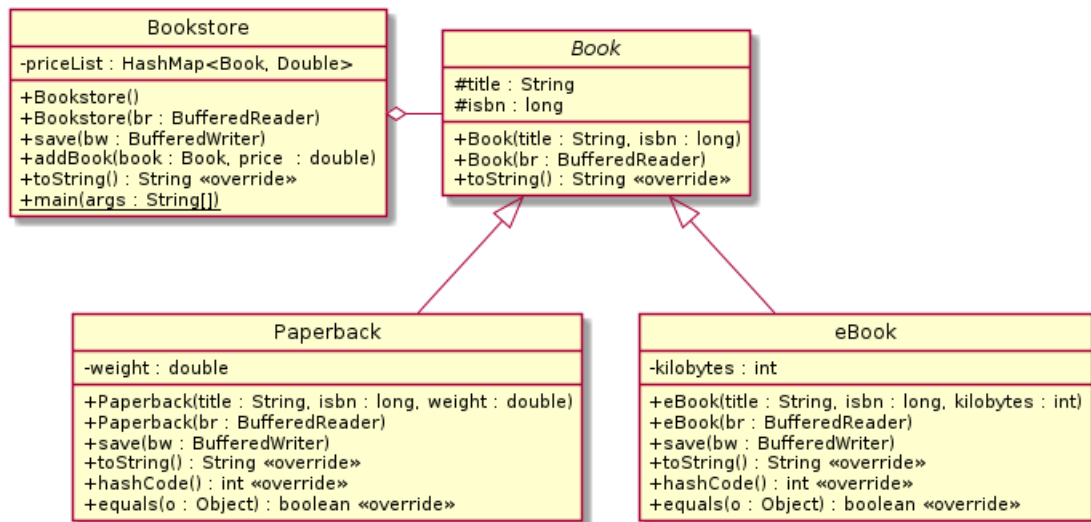 Bookstore
-priceList : HashMap<Book, Double>
+Bookstore()
+Bookstore(br : BufferedReader)
+save(bw : BufferedWriter)
+addBook(book : Book, price : double)
+toString() : String «override»
+main(args : String[])
Book
#title : String
#isbn : long
+Book(title : String, isbn : long)
+Book(br : BufferedReader)
+toString() : String «override»
Paperback
-weight : double
+Paperback(title : String, isbn : long, weight : double)
+Paperback(br : BufferedReader)
+save(bw : BufferedWriter)
+toString() : String «override»
+hashCode() : int «override»
+equals(o : Object) : boolean «override»
eBook
-kilobytes : int
+eBook(title : String, isbn : long, kilobytes : int)
+eBook(br : BufferedReader)
+save(bw : BufferedWriter)
+toString() : String «override»
+hashCode() : int «override»
+equals(o : Object) : boolean «override»